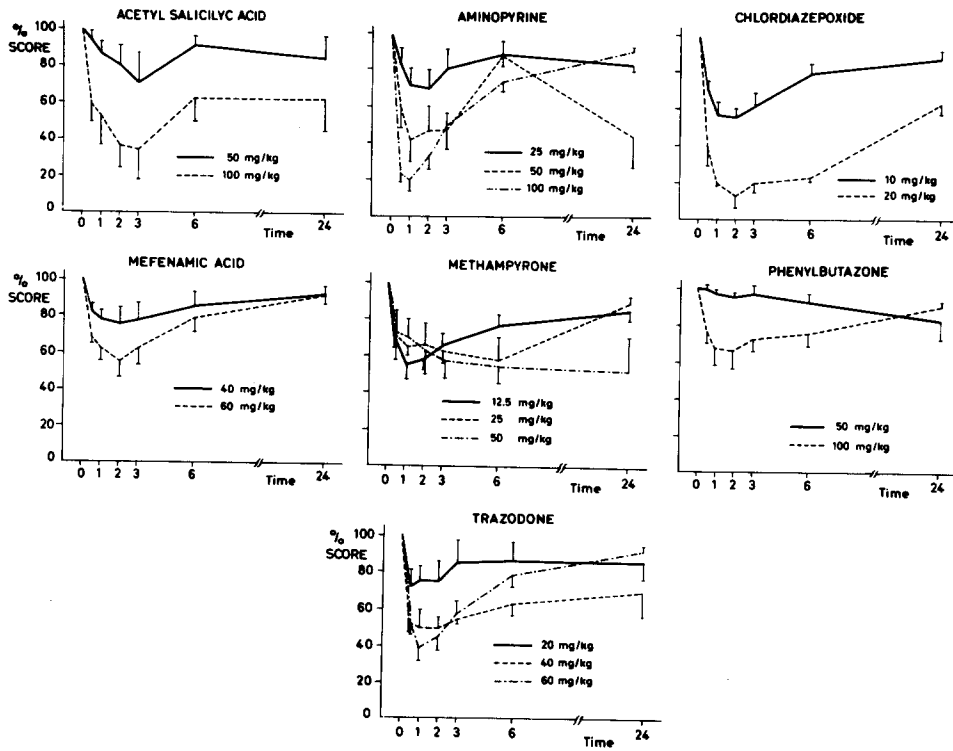 ACETYL SALICILYC ACID
% SCORE
100
80
60
40
20
0
50 mg/kg
100 mg/kg
0 1 2 3 6 24
Time
AMINOPYRINE
25 mg/kg
50 mg/kg
100 mg/kg
0 1 2 3 6 24
Time
CHLORDIAZEPOXIDE
10 mg/kg
20 mg/kg
0 1 2 3 6 24
Time
MEFENAMIC ACID
% SCORE
100
80
60
40
20
0
40 mg/kg
60 mg/kg
0 1 2 3 6 24
Time
METHAMPYRONE
12.5 mg/kg
25 mg/kg
50 mg/kg
0 1 2 3 6 24
Time
PHENYLBUTAZONE
50 mg/kg
100 mg/kg
0 1 2 3 6 24
Time
TRAZODONE
% SCORE
100
80
60
40
20
0
20 mg/kg
40 mg/kg
60 mg/kg
0 1 2 3 6 24
Time